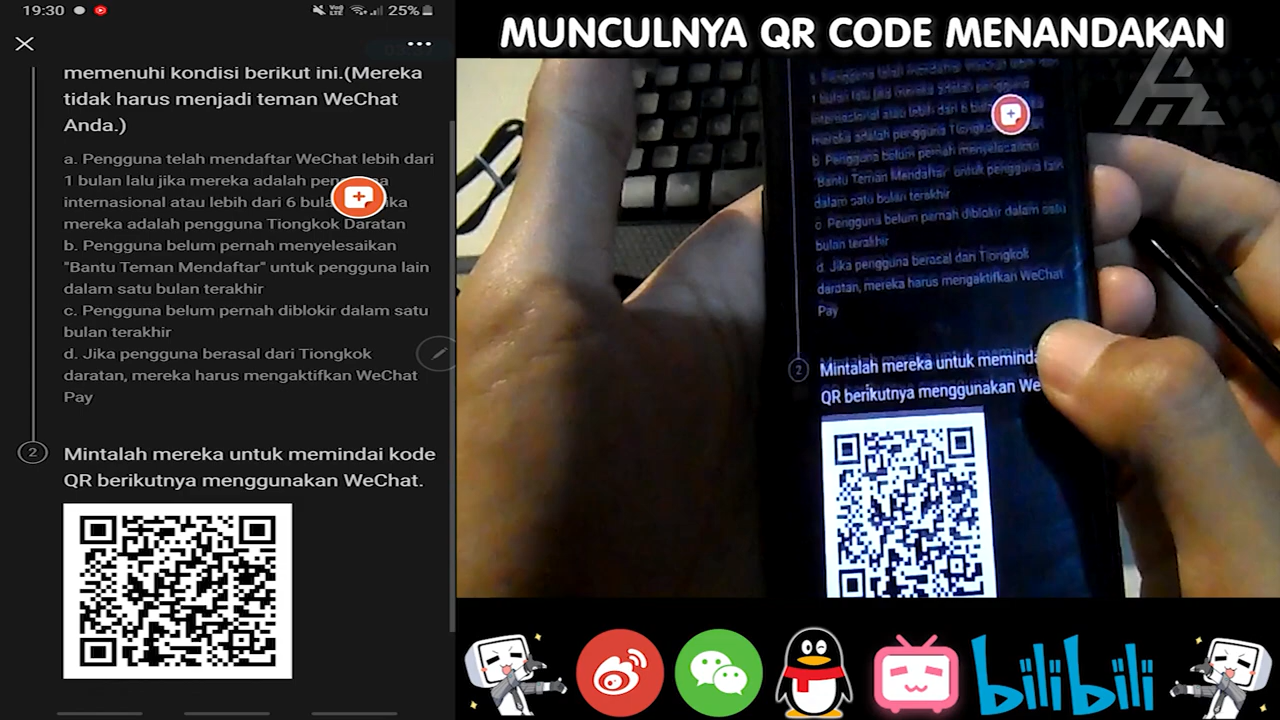 19:30
25%
MUNCULNYA QR CODE MENANDAKAN
memenuhi kondisi berikut ini.(Mereka
tidak harus menjadi teman WeChat
Anda.)
a. Pengguna telah mendaftar WeChat lebih dari
1 bulan lalu jika mereka adalah
internasional atau lebih dari 6
mereka adalah pengguna Tiongkok Daratan
b. Pengguna belum pernah menyelesaikan
"Bantu Teman Mendaftar" untuk pengguna lain
dalam satu bulan terakhir
c. Pengguna belum pernah diblokir dalam satu
bulan terakhir
d. Jika pengguna berasal dari Tiongkok
daratan, mereka harus mengaktifkan WeChat
Pay
2
Mintalah mereka untuk memindai kode
QR berikutnya menggunakan WeChat.
mereka adalah pengguna
b. Pengguna belum pernah menyelesaikan
"Bantu Teman Mendaftar" untuk pengguna lain
dalam satu bulan terakhir
c. Pengguna belum pernah diblokir dalam satu
bulan terakhir
d. Jika pengguna berasal dari Tiongkok
daratan, mereka harus mengaktifkan WeChat
Pay
2
Mintalah mereka untuk
QR berikutnya menggunakan
bilibili